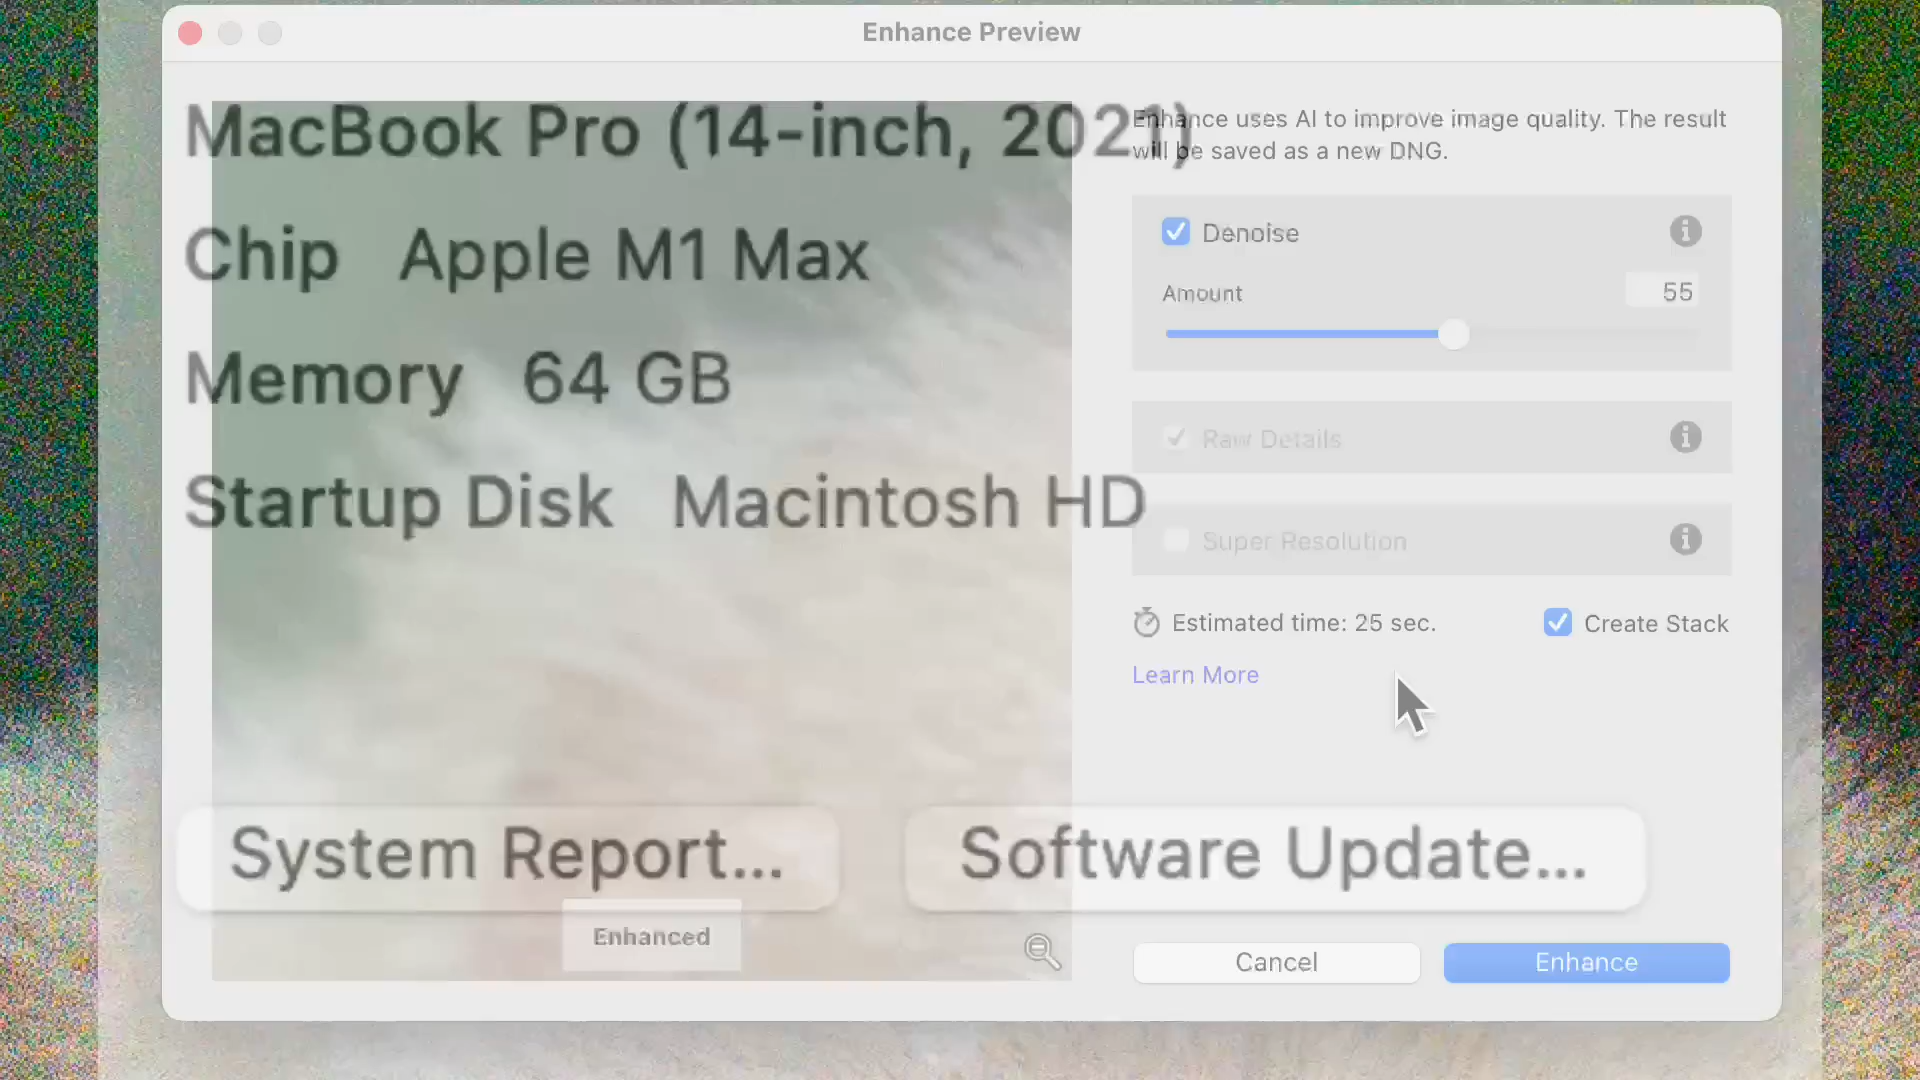 Enhance Preview
MacBook Pro (14-inch, 2021)
Chip Apple M1 Max
Memory 64 GB
Startup Disk Macintosh HD
System Report...
Software Update...
Enhanced
Enhance uses AI to improve image quality. The result
will be saved as a new DNG.
Denoise
Amount
55
Raw Details
Super Resolution
Estimated time: 25 sec.
Create Stack
Learn More
Cancel
Enhance